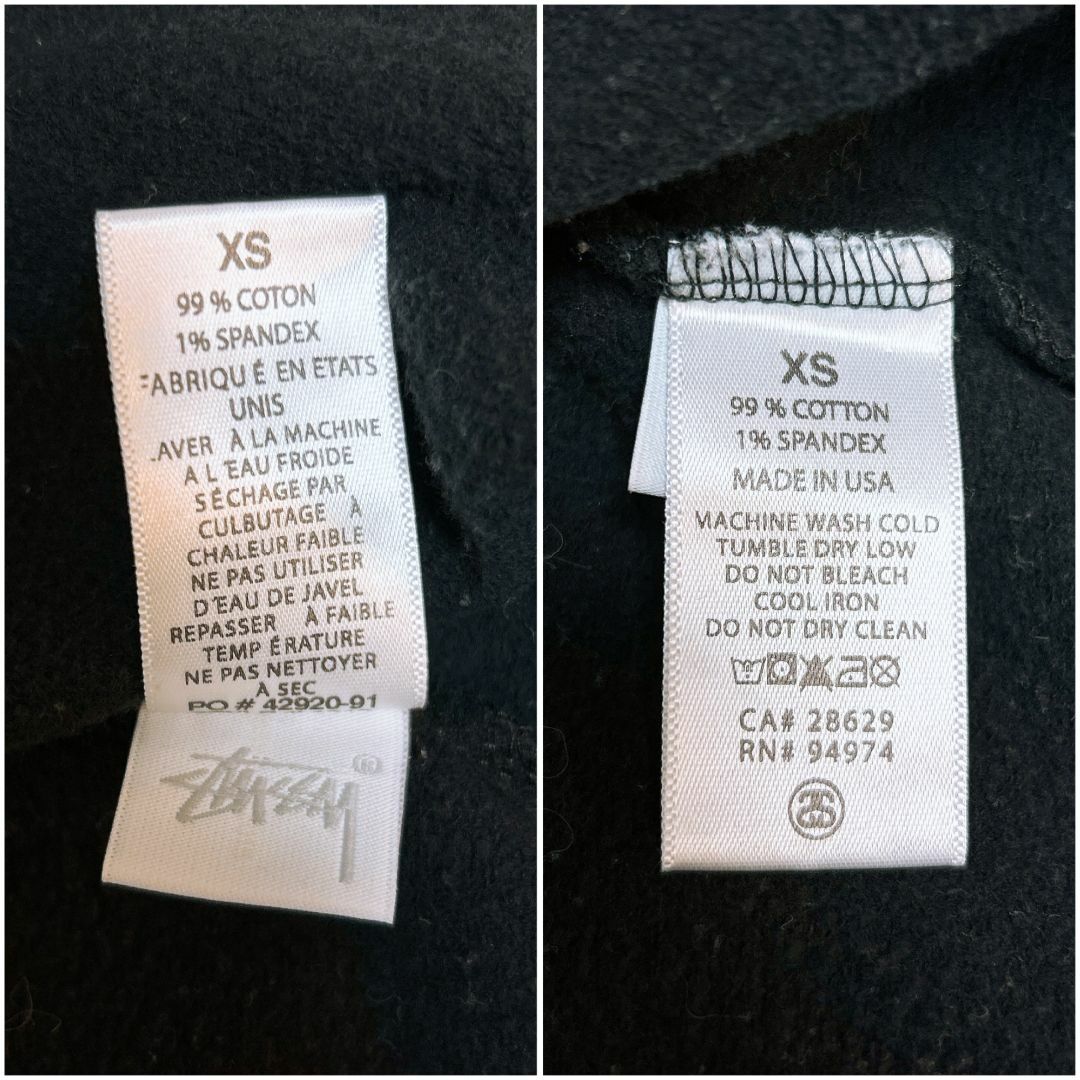 XS
99 % COTON
1% SPANDEX
FABRIQU É EN ETATS
UNIS
LAVER À LA MACHINE
A L'EAU FROIDE
SÉCHAGE PAR
CULBUTAGE À
CHALEUR FAIBLE
NE PAS UTILISER
D'EAU DE JAVEL
REPASSER À FAIBLE
TEMP ÉRATURE
NE PAS NETTOYER
À SEC
PO # 42920-91
STÜSSY ®
XS
99 % COTTON
1% SPANDEX
MADE IN USA
MACHINE WASH COLD
TUMBLE DRY LOW
DO NOT BLEACH
COOL IRON
DO NOT DRY CLEAN
CA# 28629
RN# 94974